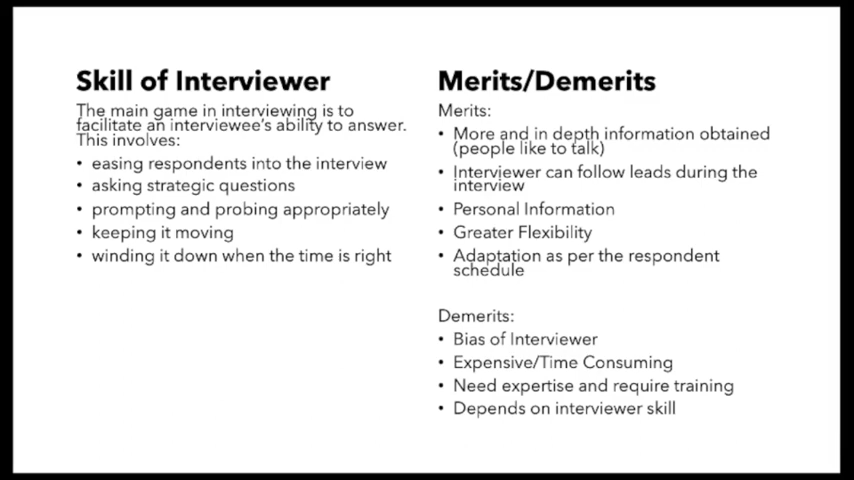 Skill of Interviewer
The main game in interviewing is to
facilitate an interviewee's ability to answer.
This involves:
• easing respondents into the interview
• asking strategic questions
• prompting and probing appropriately
• keeping it moving
• winding it down when the time is right
Merits/Demerits
Merits:
• More and in depth information obtained
(people like to talk)
• Interviewer can follow leads during the
interview
• Personal Information
• Greater Flexibility
• Adaptation as per the respondent
schedule
Demerits:
• Bias of Interviewer
• Expensive/Time Consuming
• Need expertise and require training
• Depends on interviewer skill